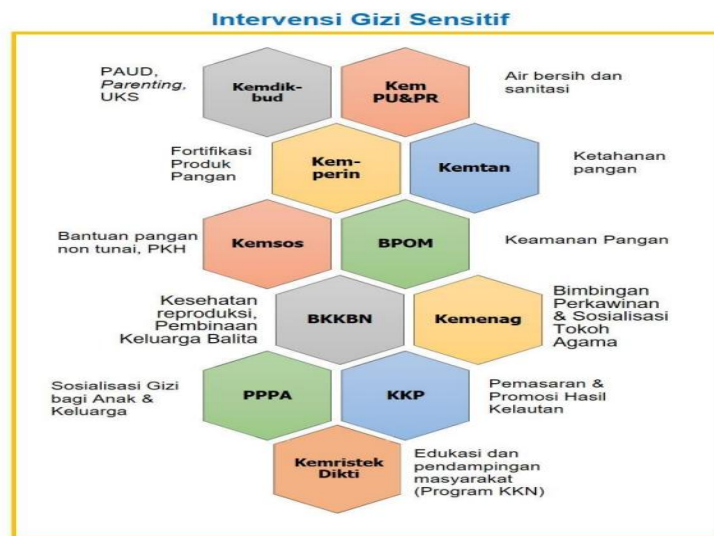 Intervensi Gizi Sensitif
PAUD,
Parenting,
UKS
Kemdik-
bud
Kem
PU&PR
Air bersih dan
sanitasi
Fortifikasi
Produk
Pangan
Kem-
perin
Kemtan
Ketahanan
pangan
Bantuan pangan
non tunai, PKH
Kemsos
BPOM
Keamanan Pangan
Kesehatan
reproduksi,
Pembinaan
Keluarga Balita
BKKBN
Kemenag
Bimbingan
Perkawinan
& Sosialisasi
Tokoh
Agama
Sosialisasi Gizi
bagi Anak &
Keluarga
PPPA
KKP
Pemasaran &
Promosi Hasil
Kelautan
Kemristek
Dikti
Edukasi dan
pendampingan
masyarakat
(Program KKN)